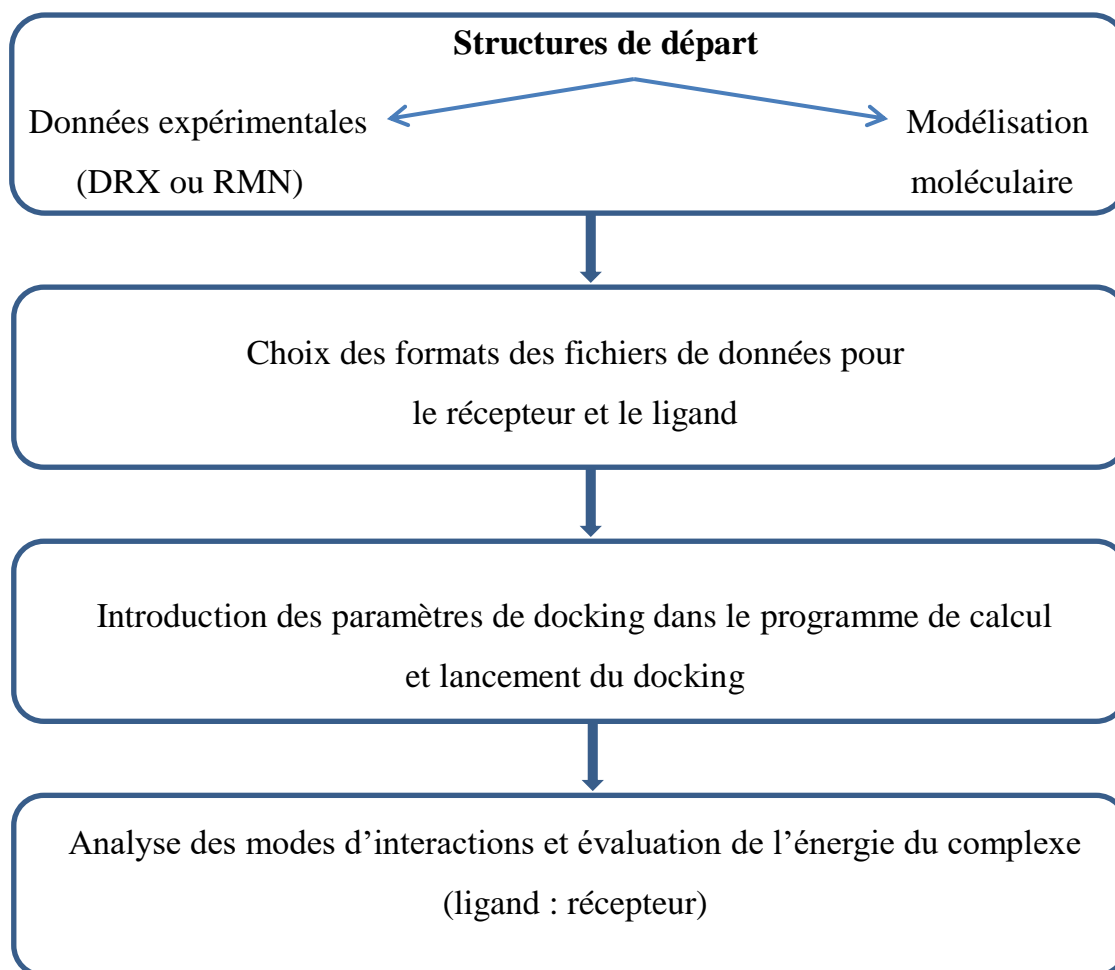 Structures de départ
Données expérimentales
(DRX ou RMN)
Modélisation
moléculaire
Choix des formats des fichiers de données pour
le récepteur et le ligand
Introduction des paramètres de docking dans le programme de calcul
et lancement du docking
Analyse des modes d’interactions et évaluation de l’énergie du complexe
(ligand : récepteur)